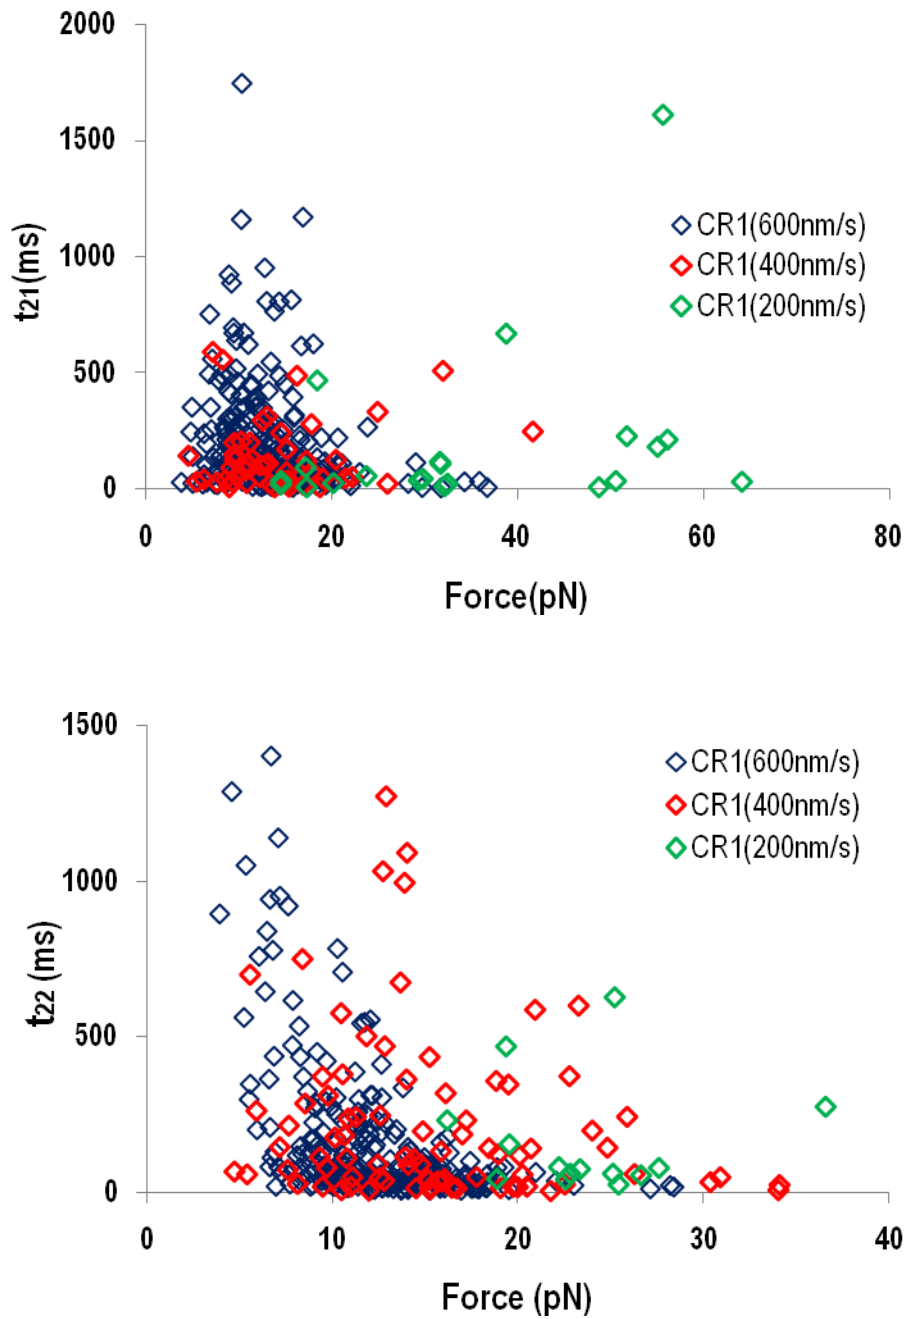 2000
1500
1000
500
0
t21(ms)
CR1(600nm/s)
CR1(400nm/s)
CR1(200nm/s)
0 20 40 60 80
Force(pN)
1500
1000
500
0
t22 (ms)
CR1(600nm/s)
CR1(400nm/s)
CR1(200nm/s)
0 10 20 30 40
Force (pN)